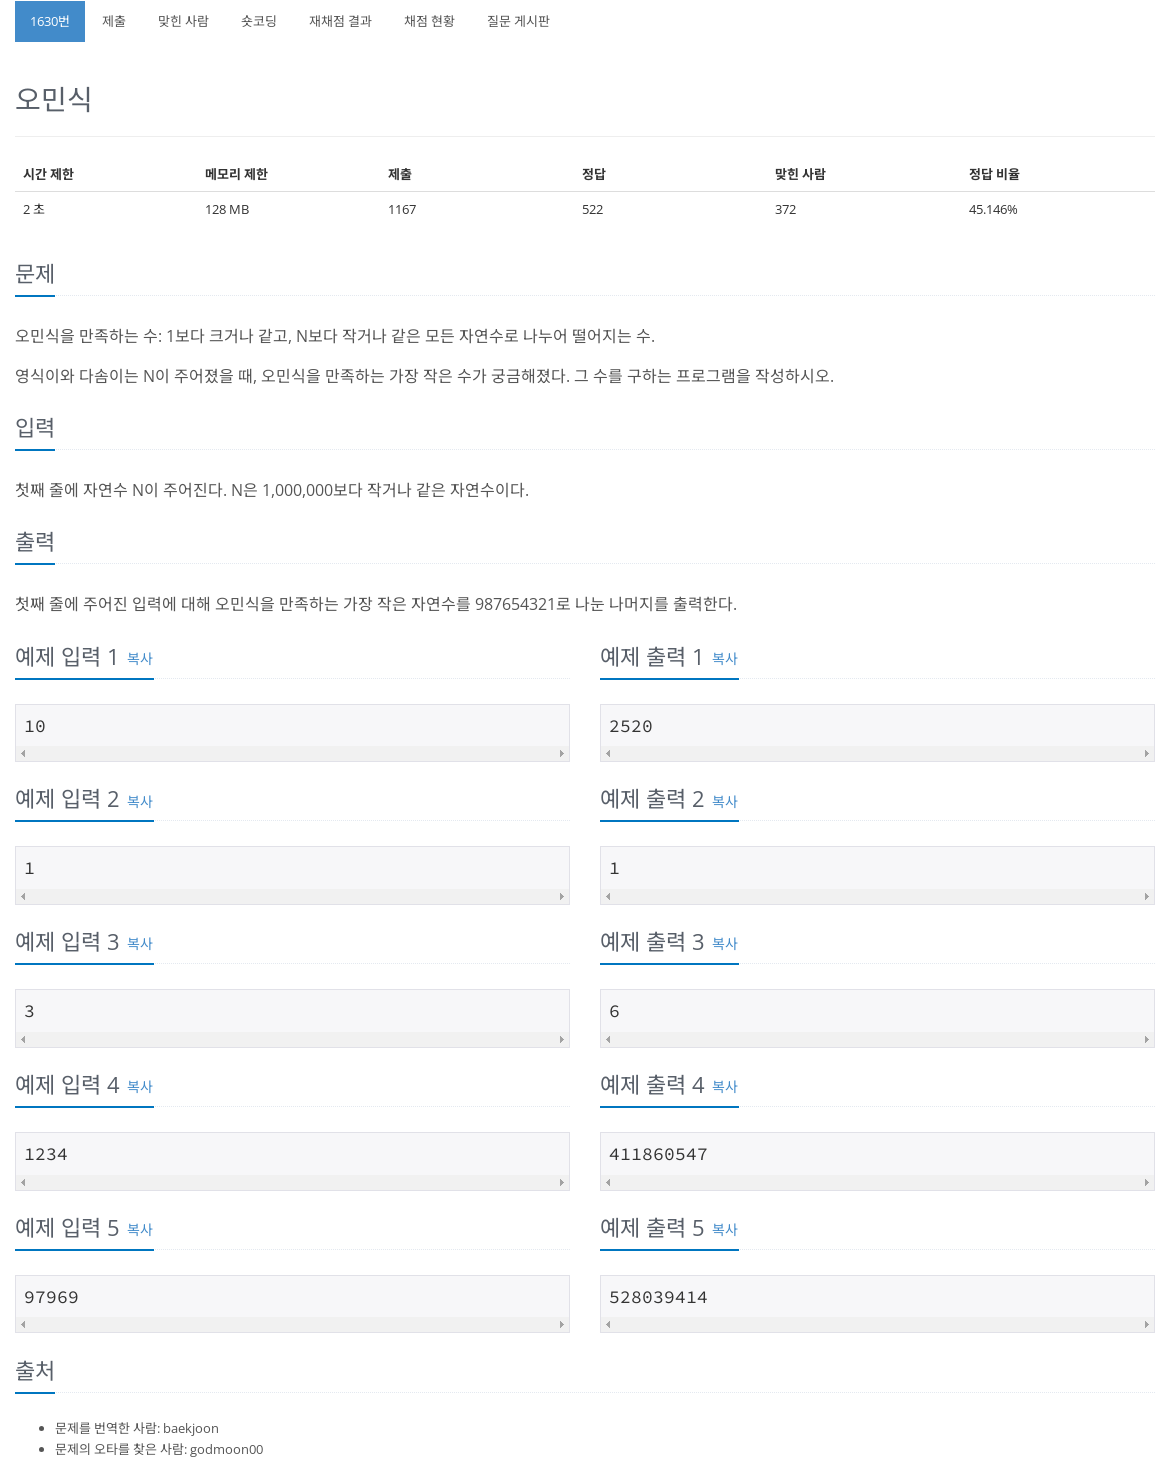 1630번 제출 맞힌 사람 숏코딩 재채점 결과 채점 현황 질문 게시판
오민식
시간 제한 메모리 제한 제출 정답 맞힌 사람 정답 비율
2 초 128 MB 1167 522 372 45.146%
문제
오민식을 만족하는 수: 1보다 크거나 같고, N보다 작거나 같은 모든 자연수로 나누어 떨어지는 수.
영식이와 다솜이는 N이 주어졌을 때, 오민식을 만족하는 가장 작은 수가 궁금해졌다. 그 수를 구하는 프로그램을 작성하시오.
입력
첫째 줄에 자연수 N이 주어진다. N은 1,000,000보다 작거나 같은 자연수이다.
출력
첫째 줄에 주어진 입력에 대해 오민식을 만족하는 가장 작은 자연수를 987654321로 나눈 나머지를 출력한다.
예제 입력 1 복사 예제 출력 1 복사
10 2520
예제 입력 2 복사 예제 출력 2 복사
1 1
예제 입력 3 복사 예제 출력 3 복사
3 6
예제 입력 4 복사 예제 출력 4 복사
1234 411860547
예제 입력 5 복사 예제 출력 5 복사
97969 528039414
출처
문제를 번역한 사람: baekjoon
문제의 오타를 찾은 사람: godmoon00